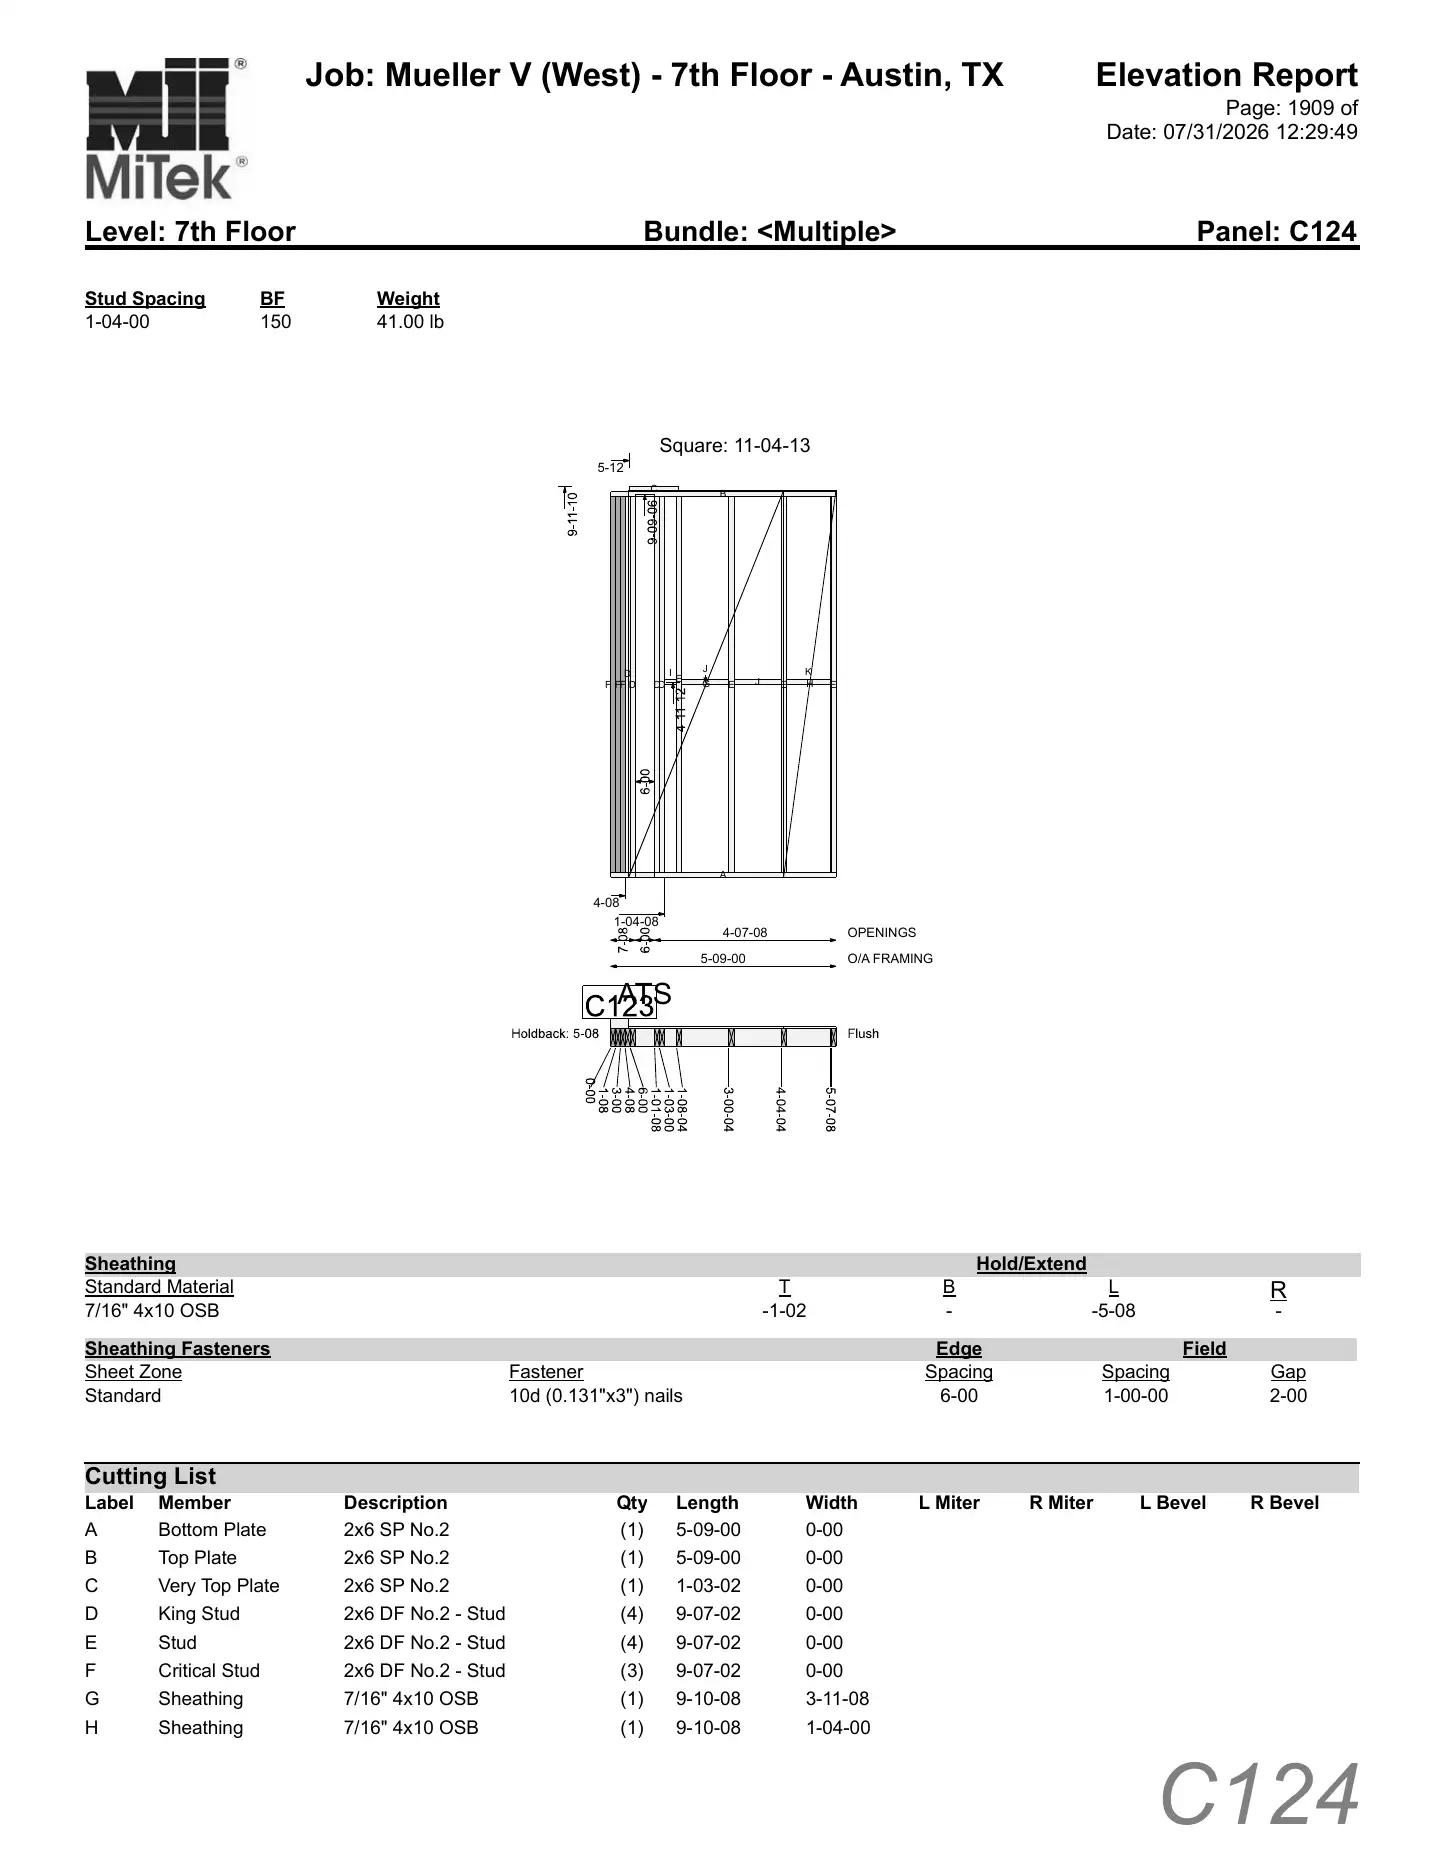 Job: Mueller V (West) - 7th Floor - Austin, TX
Elevation Report
Page: 1909 of
Date: 07/31/2026 12:29:49
MiTek®
Level: 7th Floor Bundle: <Multiple> Panel: C124
Stud Spacing BF Weight
1-04-00 150 41.00 lb
Square: 11-04-13
5-12
9-11-10
9-09-06
C
B
J
I
K
F
D
E
G
J
H
4-11-12
6-00
A
4-08
1-04-08
7-08
6-00
4-07-08 OPENINGS
5-09-00 O/A FRAMING
ATS
C123
Holdback: 5-08 Flush
0-00
1-08
3-00
4-08
6-00
1-01-08
1-03-00
1-08-04
3-00-04
4-04-04
5-07-08
Sheathing Hold/Extend
Standard Material T B L R
7/16" 4x10 OSB -1-02 - -5-08 -
Sheathing Fasteners Edge Field
Sheet Zone Fastener Spacing Spacing Gap
Standard 10d (0.131"x3") nails 6-00 1-00-00 2-00
Cutting List
Label Member Description Qty Length Width L Miter R Miter L Bevel R Bevel
A Bottom Plate 2x6 SP No.2 (1) 5-09-00 0-00
B Top Plate 2x6 SP No.2 (1) 5-09-00 0-00
C Very Top Plate 2x6 SP No.2 (1) 1-03-02 0-00
D King Stud 2x6 DF No.2 - Stud (4) 9-07-02 0-00
E Stud 2x6 DF No.2 - Stud (4) 9-07-02 0-00
F Critical Stud 2x6 DF No.2 - Stud (3) 9-07-02 0-00
G Sheathing 7/16" 4x10 OSB (1) 9-10-08 3-11-08
H Sheathing 7/16" 4x10 OSB (1) 9-10-08 1-04-00
C124